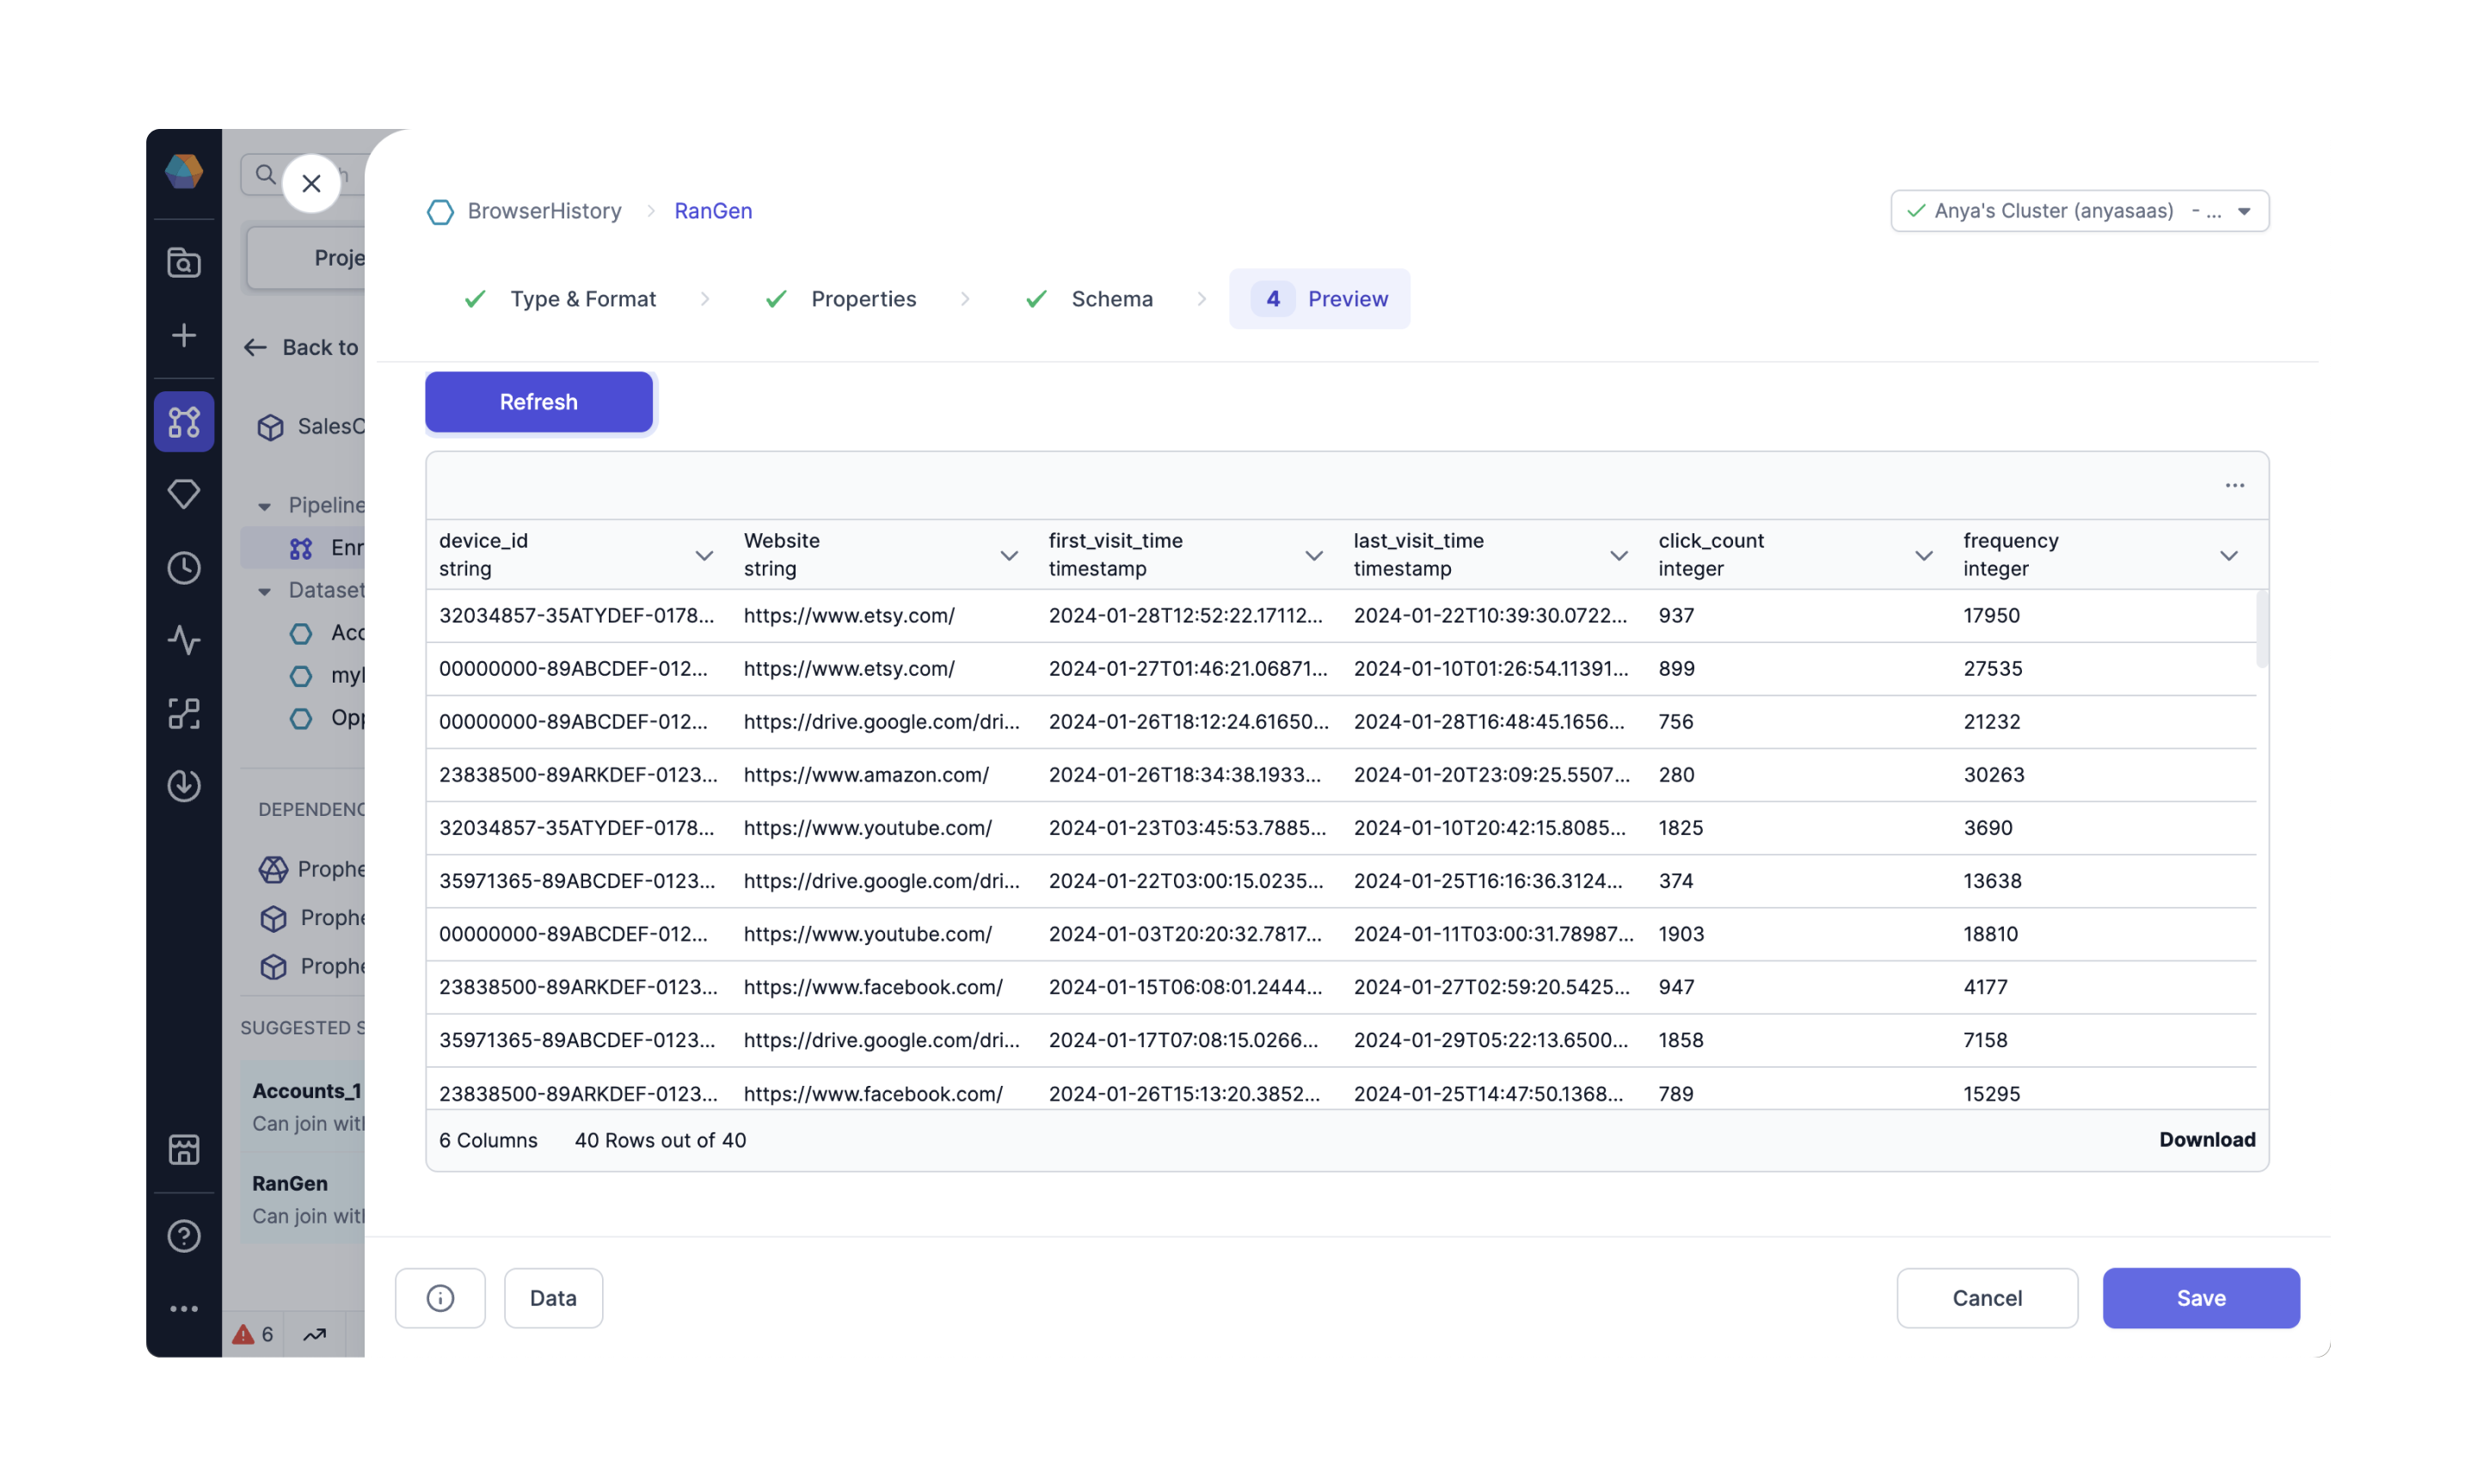 h
BrowserHistory > RanGen
Anya's Cluster (anyasaas) - ...
Proje
Type & Format > Properties > Schema > 4 Preview
Back to
Refresh
SalesC
Pipeline
Enr
Dataset
Acc
myI
Opp
DEPENDENC
Prophe
Prophe
Prophe
SUGGESTED S
Accounts_1
Can join with
RanGen
Can join with
6
...
device_id Website first_visit_time last_visit_time click_count frequency
string string timestamp timestamp integer integer
32034857-35ATYDEF-0178... https://www.etsy.com/ 2024-01-28T12:52:22.17112... 2024-01-22T10:39:30.0722... 937 17950
00000000-89ABCDEF-012... https://www.etsy.com/ 2024-01-27T01:46:21.06871... 2024-01-10T01:26:54.11391... 899 27535
00000000-89ABCDEF-012... https://drive.google.com/dri... 2024-01-26T18:12:24.61650... 2024-01-28T16:48:45.1656... 756 21232
23838500-89ARKDEF-0123... https://www.amazon.com/ 2024-01-26T18:34:38.1933... 2024-01-20T23:09:25.5507... 280 30263
32034857-35ATYDEF-0178... https://www.youtube.com/ 2024-01-23T03:45:53.7885... 2024-01-10T20:42:15.8085... 1825 3690
35971365-89ABCDEF-0123... https://drive.google.com/dri... 2024-01-22T03:00:15.0235... 2024-01-25T16:16:36.3124... 374 13638
00000000-89ABCDEF-012... https://www.youtube.com/ 2024-01-03T20:20:32.7817... 2024-01-11T03:00:31.78987... 1903 18810
23838500-89ARKDEF-0123... https://www.facebook.com/ 2024-01-15T06:08:01.2444... 2024-01-27T02:59:20.5425... 947 4177
35971365-89ABCDEF-0123... https://drive.google.com/dri... 2024-01-17T07:08:15.0266... 2024-01-29T05:22:13.6500... 1858 7158
23838500-89ARKDEF-0123... https://www.facebook.com/ 2024-01-26T15:13:20.3852... 2024-01-25T14:47:50.1368... 789 15295
6 Columns 40 Rows out of 40 Download
Data Cancel Save